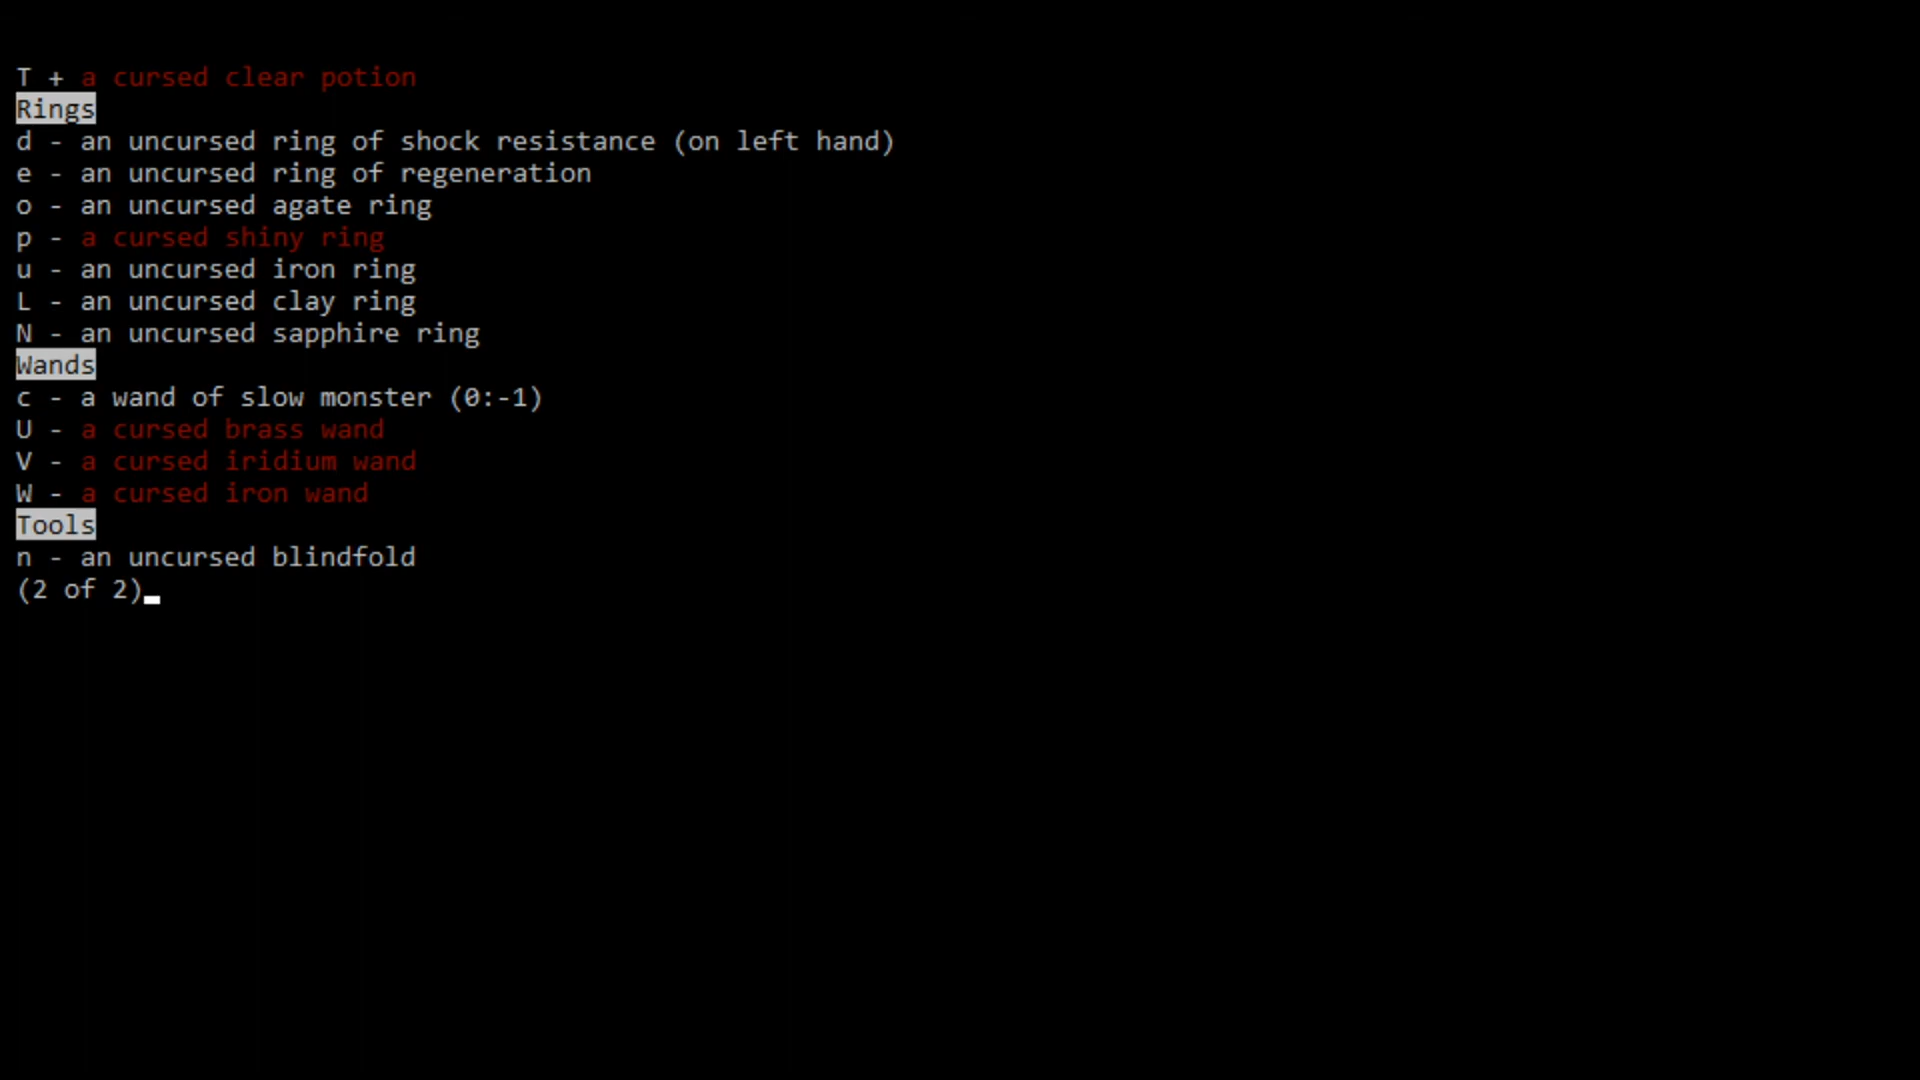 T + a cursed clear potion
Rings
d - an uncursed ring of shock resistance (on left hand)
e - an uncursed ring of regeneration
o - an uncursed agate ring
p - a cursed shiny ring
u - an uncursed iron ring
L - an uncursed clay ring
N - an uncursed sapphire ring
Wands
c - a wand of slow monster (0:-1)
U - a cursed brass wand
V - a cursed iridium wand
W - a cursed iron wand
Tools
n - an uncursed blindfold
(2 of 2)